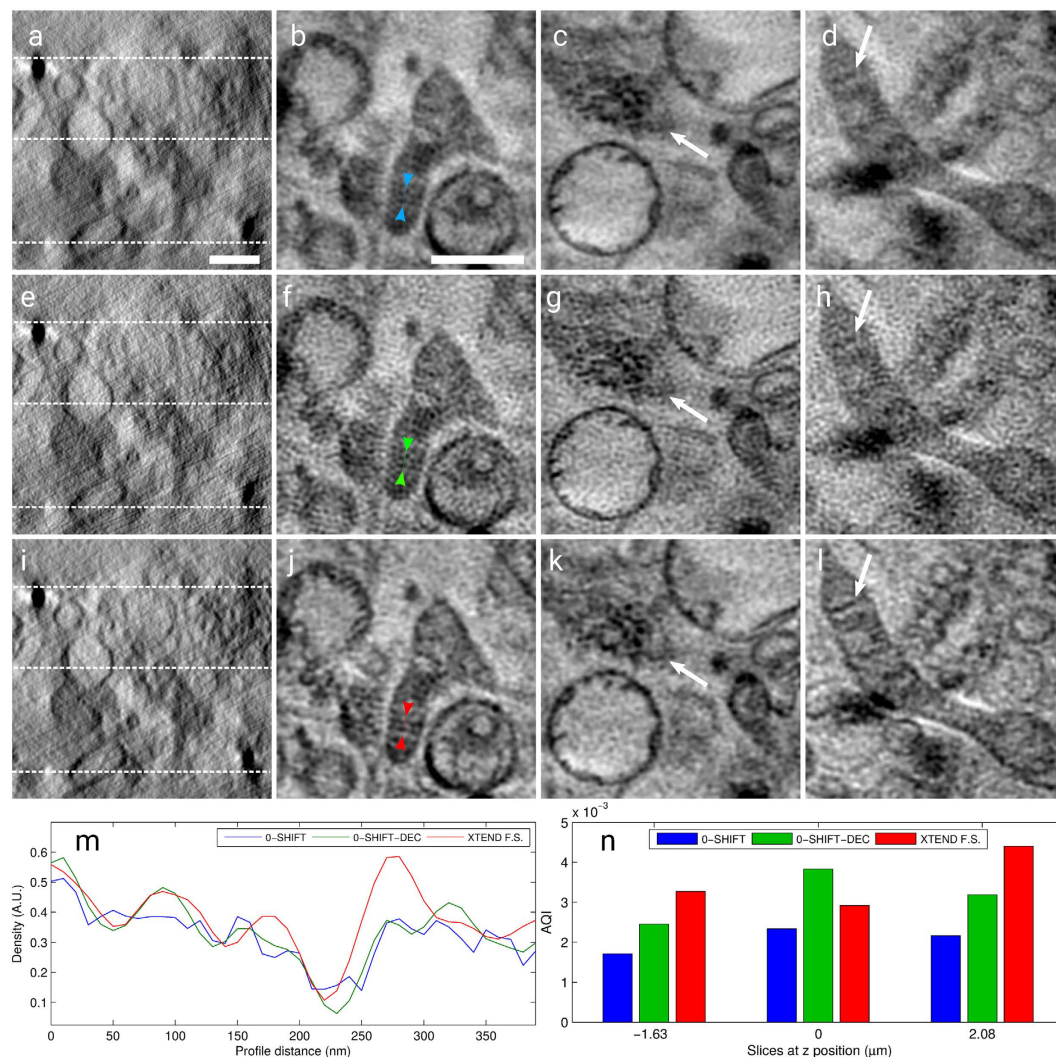 a
b
c
d
e
f
g
h
i
j
k
l
m
0-SHIFT
0-SHIFT-DEC
XTEND F.S.
0.6
0.5
0.4
0.3
0.2
0.1
Density (A.U.)
0
50
100
150
200
250
300
350
Profile distance (nm)
n
x 10⁻³
0-SHIFT
0-SHIFT-DEC
XTEND F.S.
5
4
3
2
1
0
AQI
−1.63
0
2.08
Slices at z position (μm)